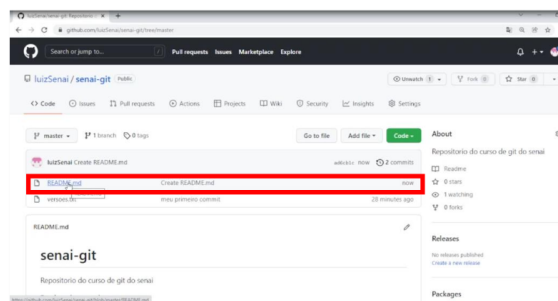 luizSenai/senai-git: Repositori
github.com/luizSenai/senai-git/tree/master
Search or jump to... / Pull requests Issues Marketplace Explore
luizSenai / senai-git Public
Unwatch 1 Fork 0 Star 0
Code Issues Pull requests Actions Projects Wiki Security Insights Settings
master 1 branch 0 tags Go to file Add file Code
About
Repositorio do curso de git do senai
luizSenai Create README.md now 2 commits
Readme
README.md Create README.md now
0 stars
1 watching
meu primeiro commit 28 minutes ago
0 forks
README.md
Releases
senai-git
No releases published
Create a new release
Repositorio do curso de git do senai
Packages